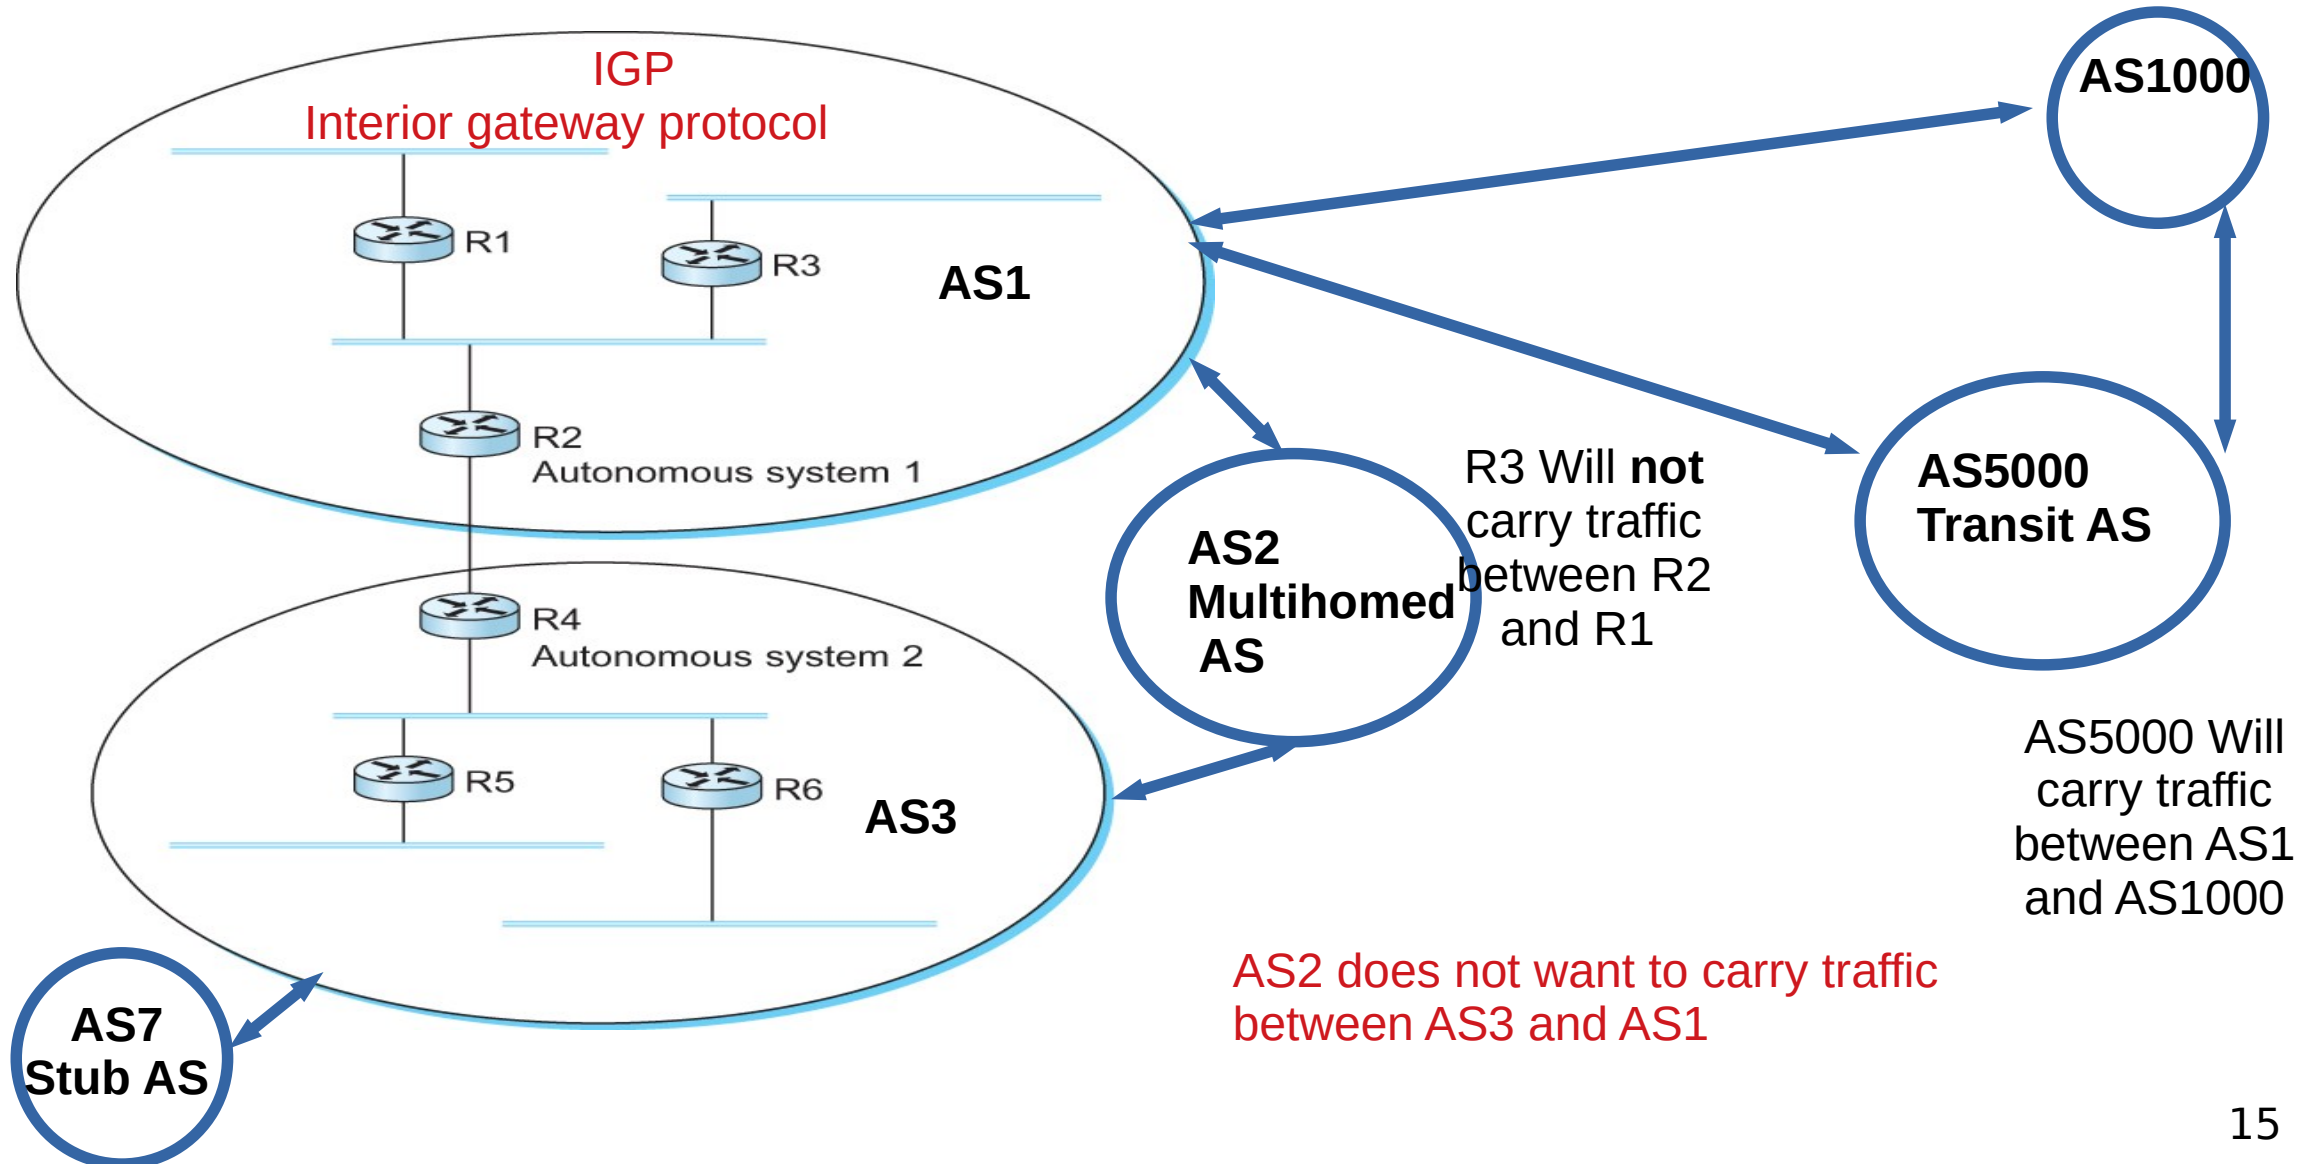 IGP
Interior gateway protocol
R1
R3
AS1
R2
Autonomous system 1
AS1000
AS5000
Transit AS
AS2
Multihomed
AS
R3 Will not
carry traffic
between R2
and R1
R4
Autonomous system 2
R5
R6
AS3
AS5000 Will
carry traffic
between AS1
and AS1000
AS2 does not want to carry traffic
between AS3 and AS1
AS7
Stub AS
15